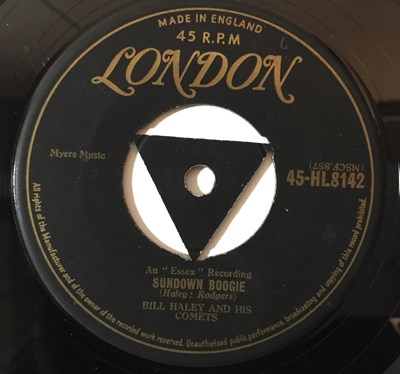 MADE IN ENGLAND
45 R.P.M
LONDON
Myers Music
(MSCP.857)
45-HL8142
An "Essex" Recording
SUNDOWN BOOGIE
(Haley: Rodgers)
BILL HALEY AND HIS
COMETS
All rights of the Manufacturer and of the Owner of the recorded work reserved. Unauthorised public performance, broadcasting and copying of this record prohibited.